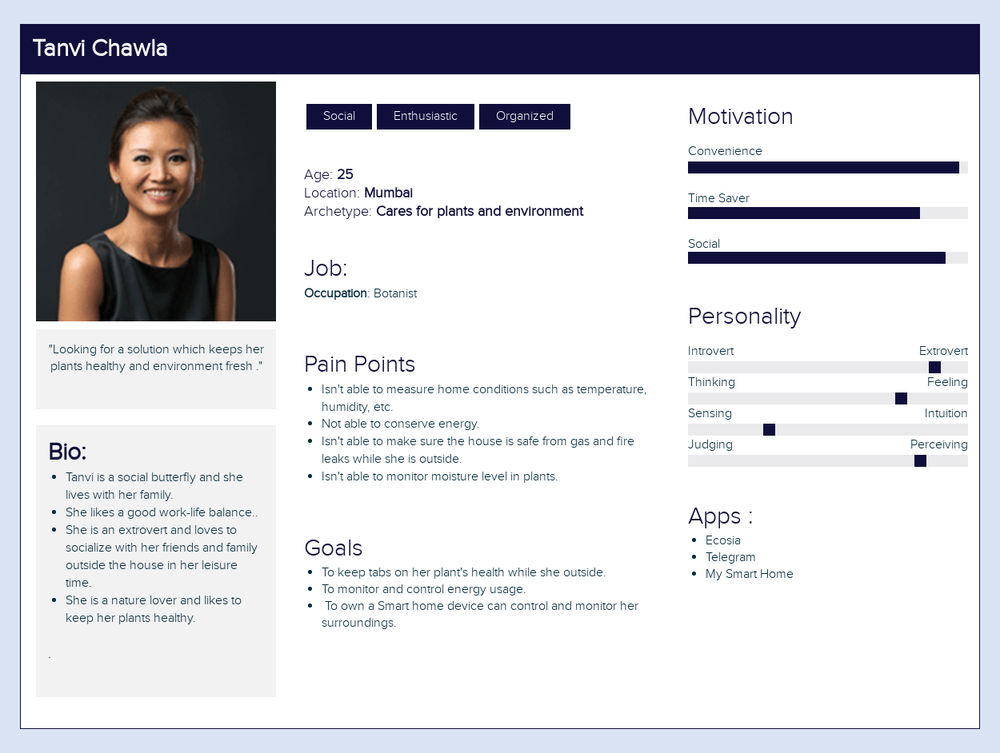 Tanvi Chawla
Social
Enthusiastic
Organized
"Looking for a solution which keeps her
plants healthy and environment fresh ."
Bio:
• Tanvi is a social butterfly and she
lives with her family.
• She likes a good work-life balance..
• She is an extrovert and loves to
socialize with her friends and family
outside the house in her leisure
time.
• She is a nature lover and likes to
keep her plants healthy.
.
Age: 25
Location: Mumbai
Archetype: Cares for plants and environment
Job:
Occupation: Botanist
Pain Points
• Isn't able to measure home conditions such as temperature,
humidity, etc.
• Not able to conserve energy.
• Isn't able to make sure the house is safe from gas and fire
leaks while she is outside.
• Isn't able to monitor moisture level in plants.
Goals
• To keep tabs on her plant's health while she outside.
• To monitor and control energy usage.
• To own a Smart home device can control and monitor her
surroundings.
Motivation
Convenience
Time Saver
Social
Personality
Introvert Extrovert
Thinking Feeling
Sensing Intuition
Judging Perceiving
Apps :
• Ecosia
• Telegram
• My Smart Home